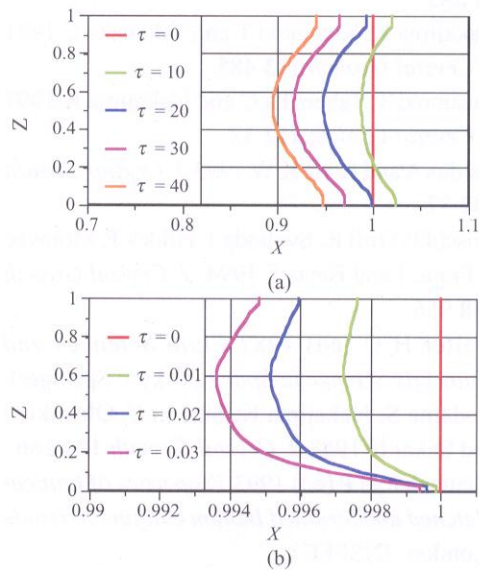 Z
1
0.8
0.6
0.4
0.2
0
τ = 0
τ = 10
τ = 20
τ = 30
τ = 40
0.7 0.8 0.9 1 1.1
X
(a)
Z
1
0.8
0.6
0.4
0.2
0
τ = 0
τ = 0.01
τ = 0.02
τ = 0.03
0.99 0.992 0.994 0.996 0.998 1
X
(b)